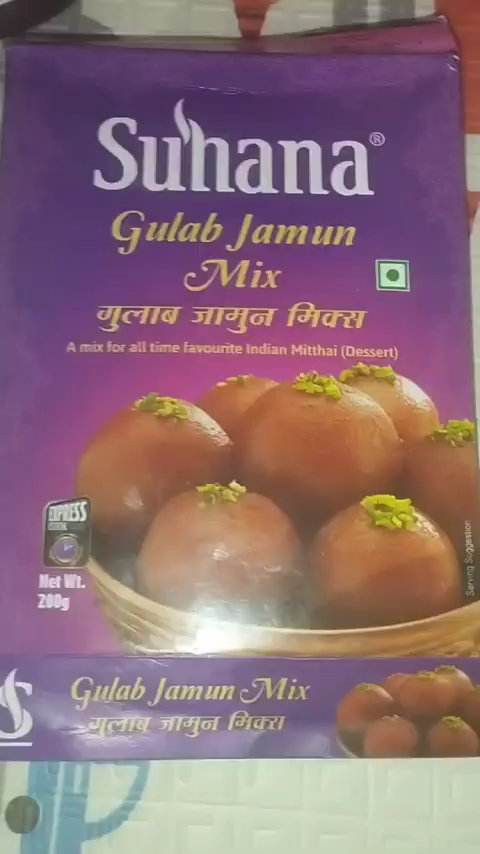 Suhana®
Gulab Jamun
Mix
गुलाब जामुन मिक्स
A mix for all time favourite Indian Mitthai (Dessert)
EXPRESS
Net Wt.
200g
Serving Suggestion
Gulab Jamun Mix
गुलाब जामुन मिक्स